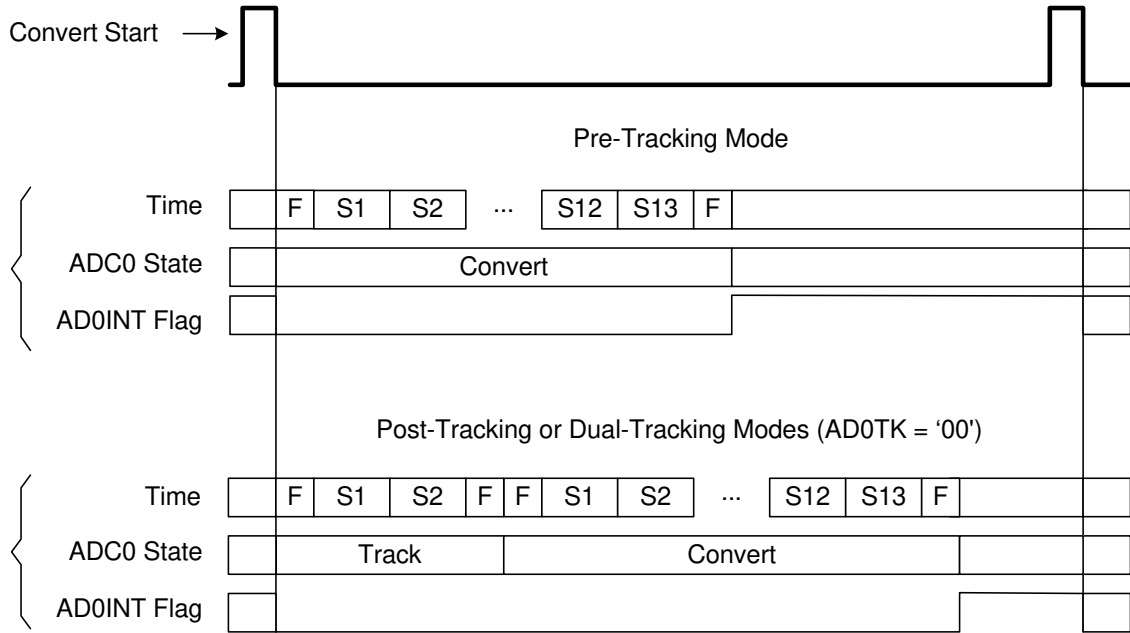 Convert Start
Pre-Tracking Mode
Time F S1 S2 ... S12 S13 F
ADC0 State Convert
AD0INT Flag
Post-Tracking or Dual-Tracking Modes (AD0TK = ‘00')
Time F S1 S2 F F S1 S2 ... S12 S13 F
ADC0 State Track Convert
AD0INT Flag